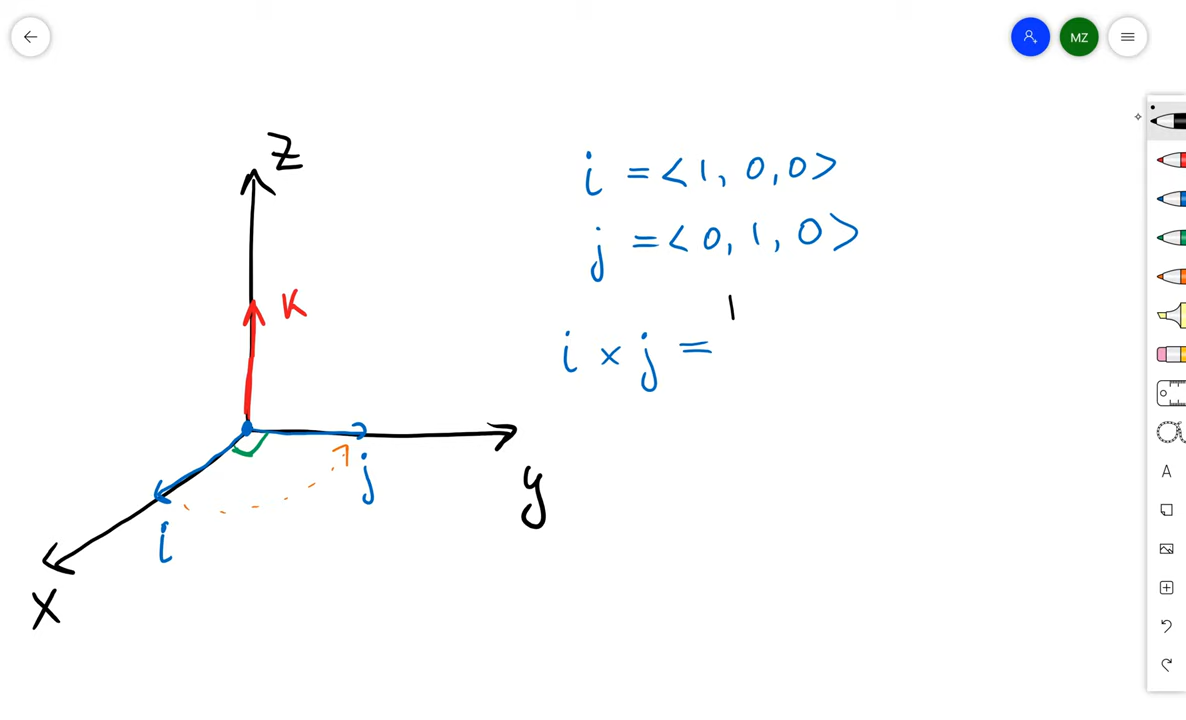 MZ
Z
i = <1, 0,0>
j = <0, 1, 0>
K
i × j =
j
y
i
X
A